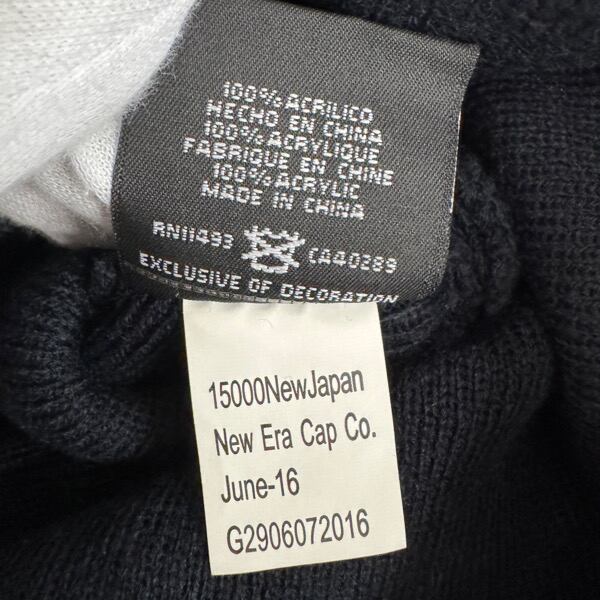 100% ACRILICO
HECHO EN CHINA
100% ACRYLIQUE
FABRIQUE EN CHINE
100% ACRYLIC
MADE IN CHINA
RN11493 CA40289
EXCLUSIVE OF DECORATION
15000NewJapan
New Era Cap Co.
June-16
G2906072016